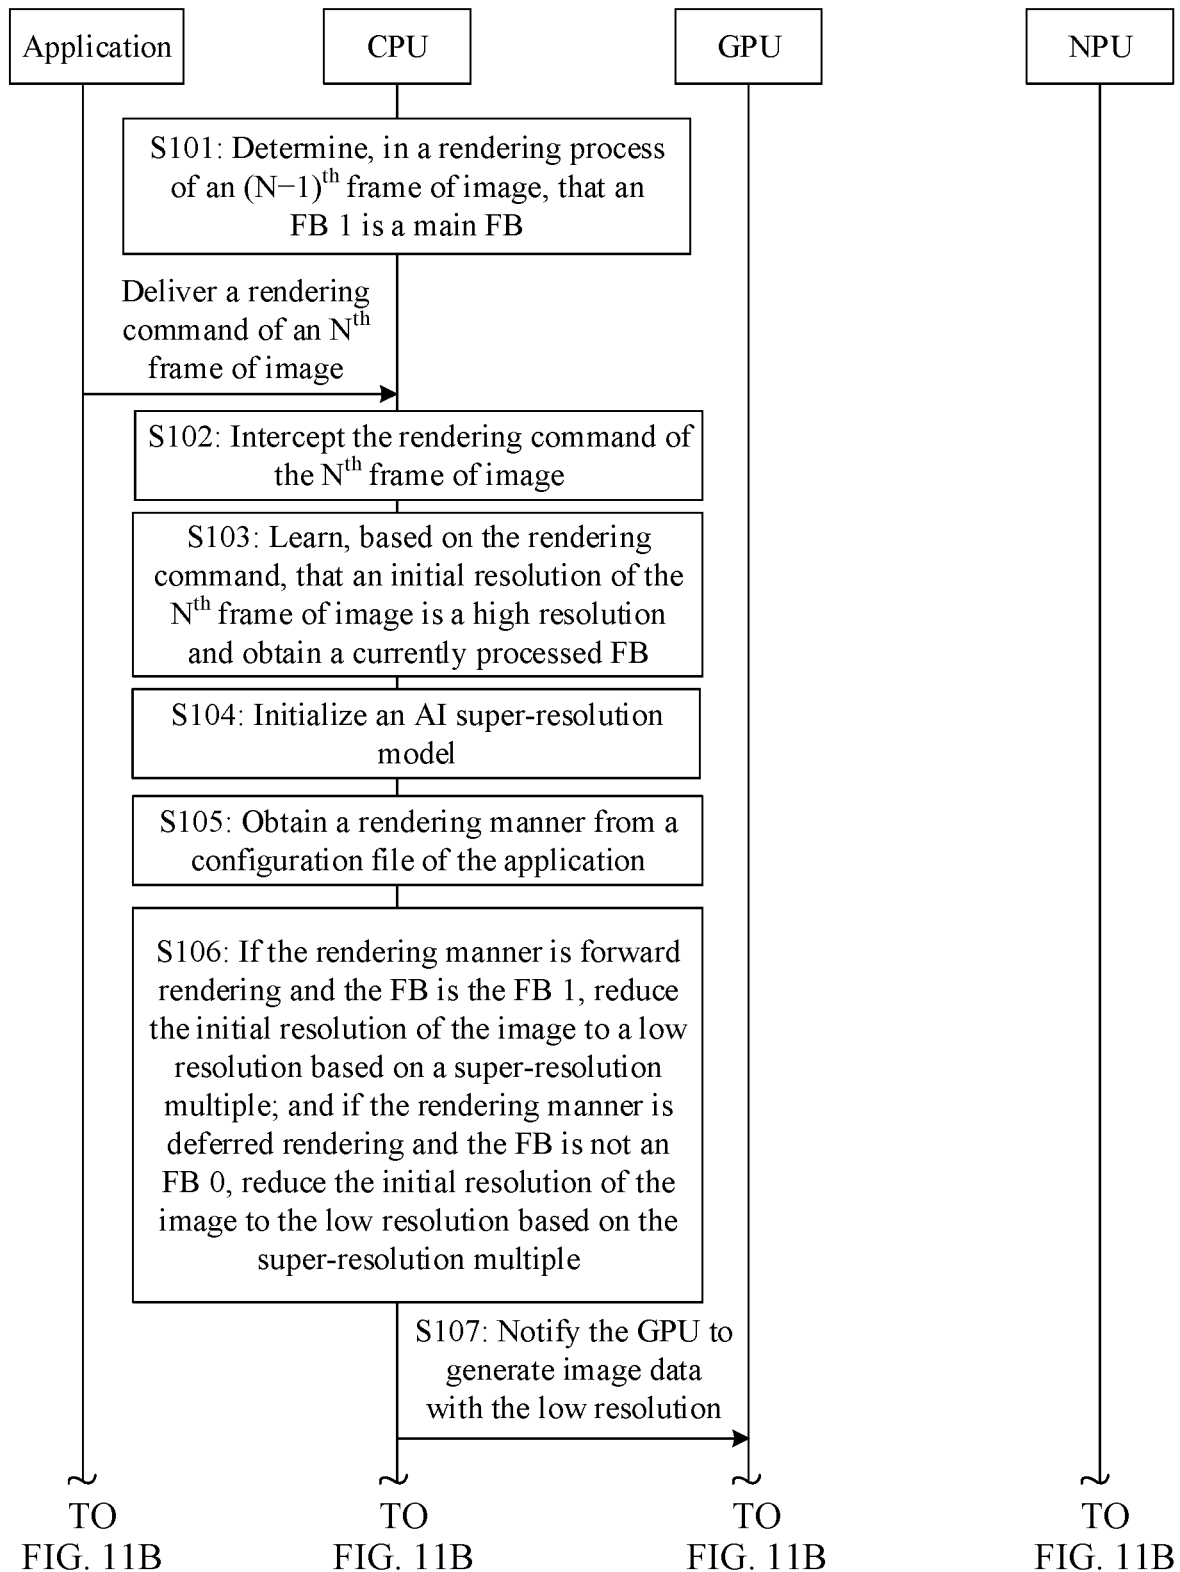 Application
CPU
GPU
NPU
S101: Determine, in a rendering process
of an (N−1)th frame of image, that an
FB 1 is a main FB
Deliver a rendering
command of an Nth
frame of image
S102: Intercept the rendering command of
the Nth frame of image
S103: Learn, based on the rendering
command, that an initial resolution of the
Nth frame of image is a high resolution
and obtain a currently processed FB
S104: Initialize an AI super-resolution
model
S105: Obtain a rendering manner from a
configuration file of the application
S106: If the rendering manner is forward
rendering and the FB is the FB 1, reduce
the initial resolution of the image to a low
resolution based on a super-resolution
multiple; and if the rendering manner is
deferred rendering and the FB is not an
FB 0, reduce the initial resolution of the
image to the low resolution based on the
super-resolution multiple
S107: Notify the GPU to
generate image data
with the low resolution
TO
FIG. 11B
TO
FIG. 11B
TO
FIG. 11B
TO
FIG. 11B